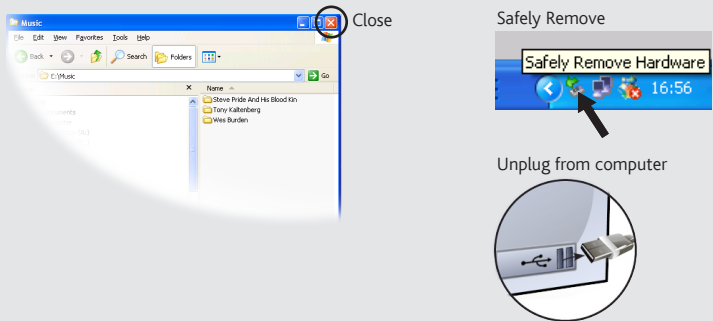 Music
Close
File Edit View Favorites Tools Help
Back Search Folders
E:\Music Go
Name
Steve Pride And His Blood Kin
Tony Kaltenberg
Wes Burden
Safely Remove
Safely Remove Hardware
16:56
Unplug from computer